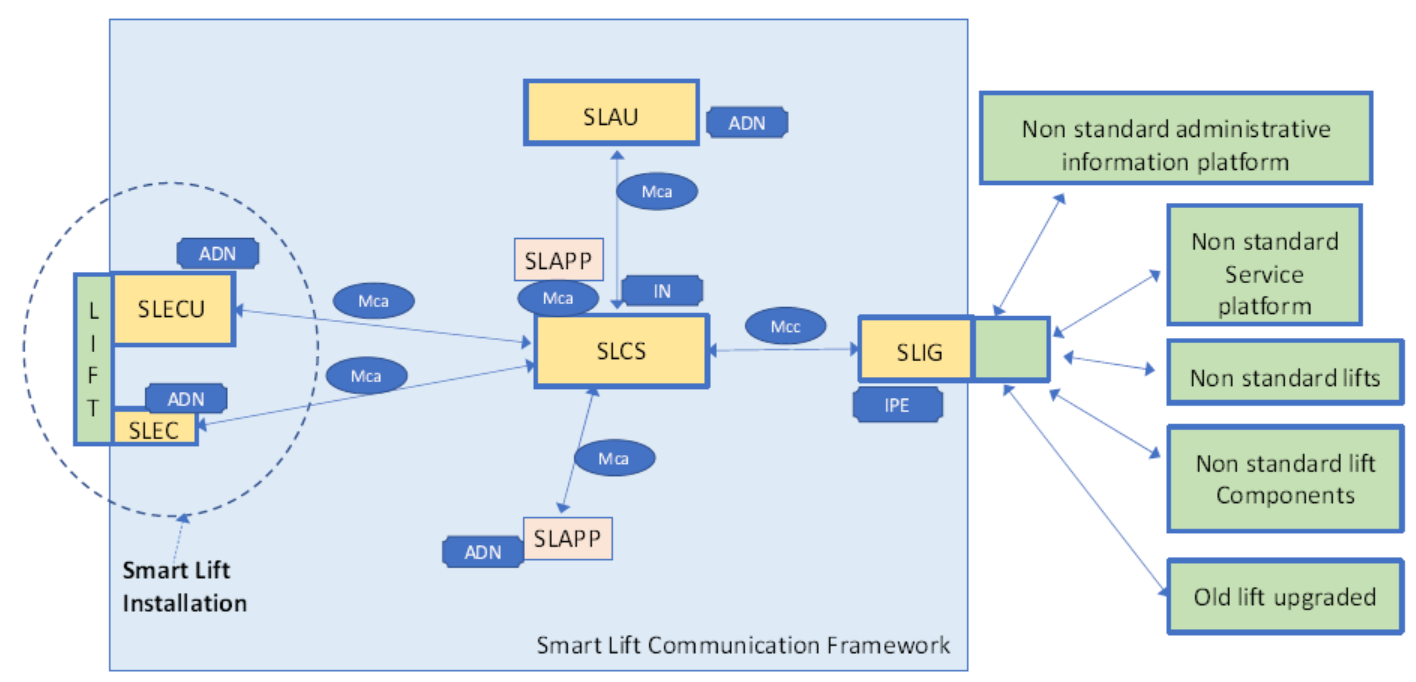 SLAU
ADN
Mca
Non standard administrative
information platform
ADN
SLECU
L
I
F
T
Mca
Mca
ADN
SLEC
SLAPP
Mca
IN
SLCS
Mcc
SLIG
IPE
Non standard
Service
platform
Non standard lifts
Non standard lift
Components
Old lift upgraded
Mca
SLAPP
ADN
Smart Lift
Installation
Smart Lift Communication Framework